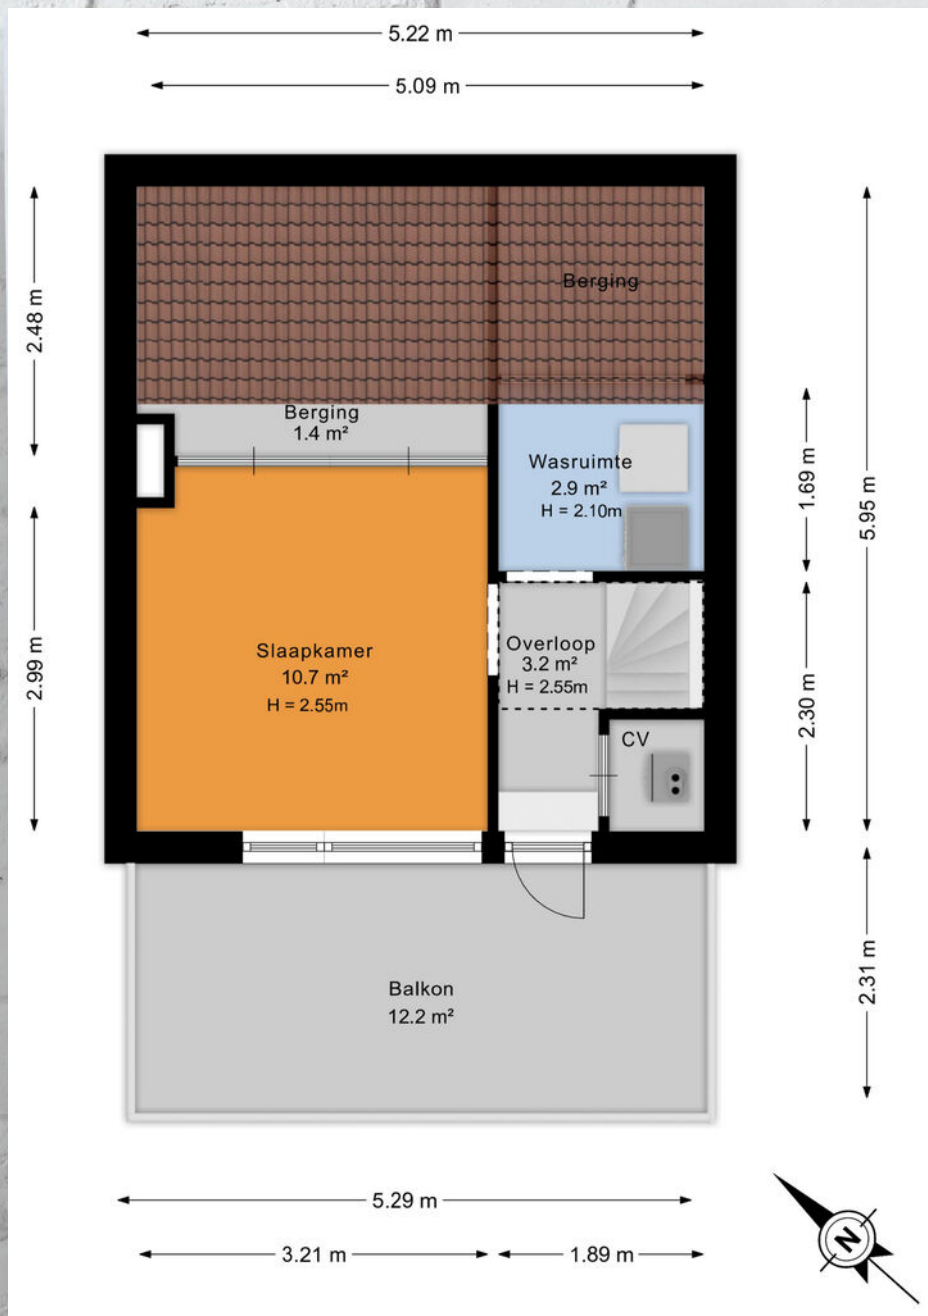 5.22 m
5.09 m
2.48 m
Berging
Berging
1.4 m²
Wasruimte
2.9 m²
H = 2.10m
1.69 m
5.95 m
2.99 m
Slaapkamer
10.7 m²
H = 2.55m
Overloop
3.2 m²
H = 2.55m
2.30 m
CV
Balkon
12.2 m²
2.31 m
5.29 m
3.21 m
1.89 m
N